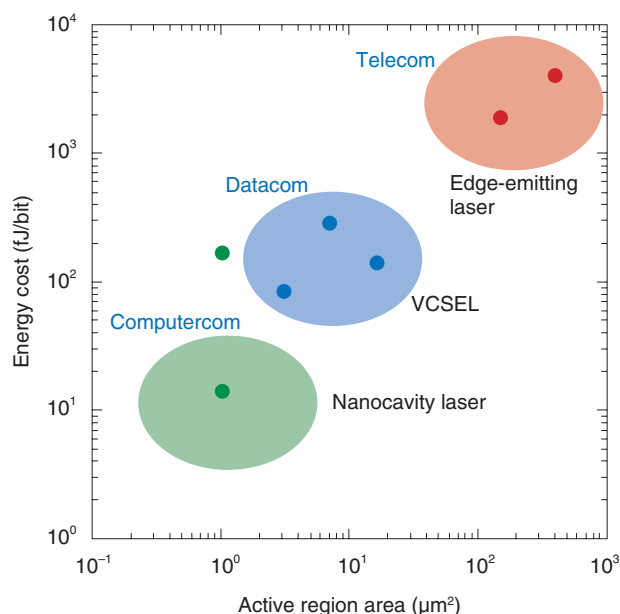 10⁴
Telecom
10³
Edge-emitting
laser
Datacom
10²
VCSEL
Computercom
Nanocavity laser
10¹
10⁰
10⁻¹ 10⁰ 10¹ 10² 10³
Energy cost (fJ/bit)
Active region area (μm²)